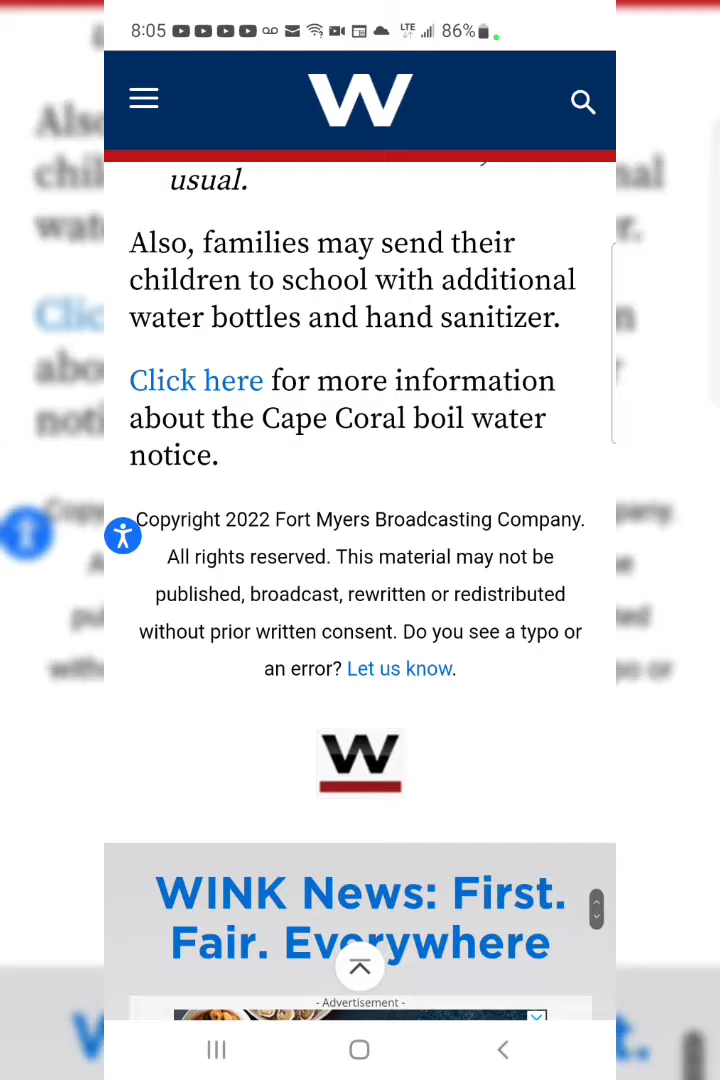 8:05 LTE 86%
W
usual.
Also, families may send their
children to school with additional
water bottles and hand sanitizer.
Click here for more information
about the Cape Coral boil water
notice.
Copyright 2022 Fort Myers Broadcasting Company.
All rights reserved. This material may not be
published, broadcast, rewritten or redistributed
without prior written consent. Do you see a typo or
an error? Let us know.
W
WINK News: First.
Fair. Everywhere
- Advertisement -